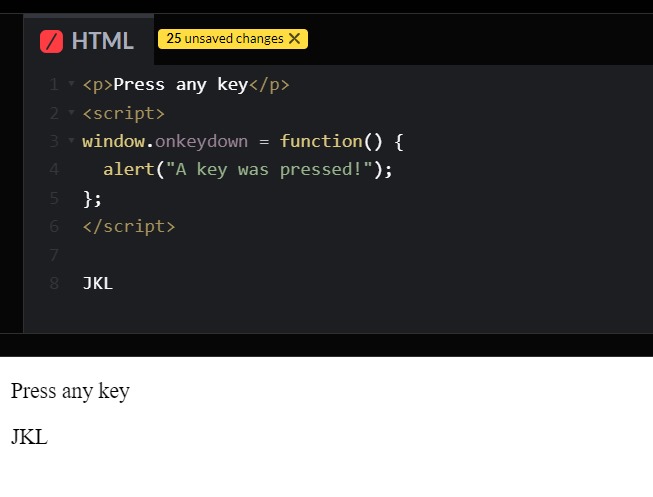 HTML
25 unsaved changes X
1 <p>Press any key</p>
2 <script>
3 window.onkeydown = function() {
4 alert("A key was pressed!");
5 };
6 </script>
7
8 JKL
Press any key
JKL